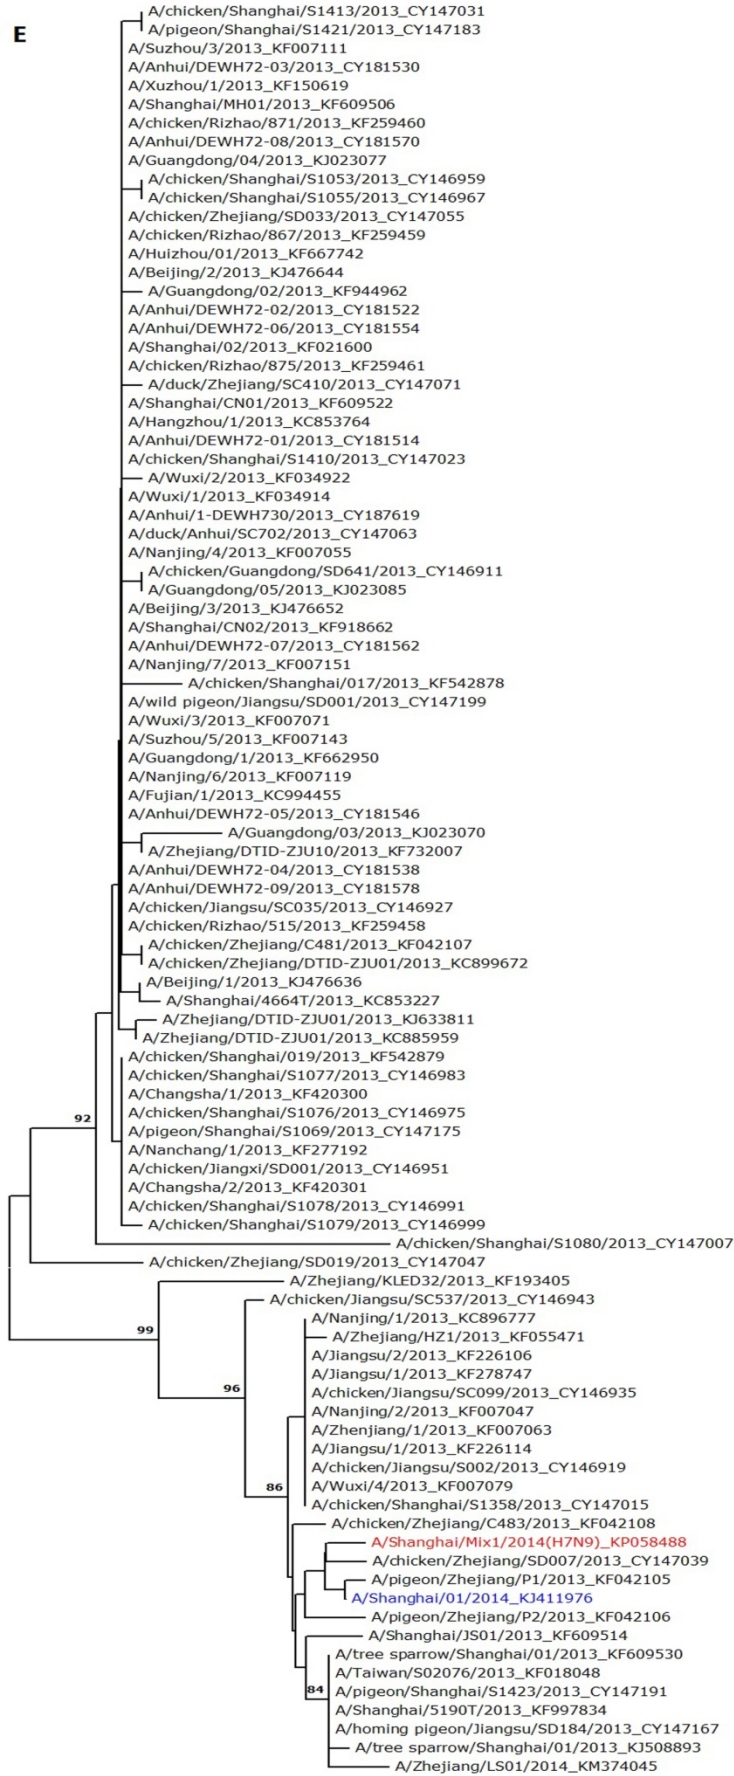 E
A/chicken/Shanghai/S1413/2013_CY147031
A/pigeon/Shanghai/S1421/2013_CY147183
A/Suzhou/3/2013_KF007111
A/Anhui/DEWH72-03/2013_CY181530
A/Xuzhou/1/2013_KF150619
A/Shanghai/MH01/2013_KF609506
A/chicken/Rizhao/871/2013_KF259460
A/Anhui/DEWH72-08/2013_CY181570
A/Guangdong/04/2013_KJ023077
A/chicken/Shanghai/S1053/2013_CY146959
A/chicken/Shanghai/S1055/2013_CY146967
A/chicken/Zhejiang/SD033/2013_CY147055
A/chicken/Rizhao/867/2013_KF259459
A/Huizhou/01/2013_KF667742
A/Beijing/2/2013_KJ476644
A/Guangdong/02/2013_KF944962
A/Anhui/DEWH72-02/2013_CY181522
A/Anhui/DEWH72-06/2013_CY181554
A/Shanghai/02/2013_KF021600
A/chicken/Rizhao/875/2013_KF259461
A/duck/Zhejiang/SC410/2013_CY147071
A/Shanghai/CN01/2013_KF609522
A/Hangzhou/1/2013_KC853764
A/Anhui/DEWH72-01/2013_CY181514
A/chicken/Shanghai/S1410/2013_CY147023
A/Wuxi/2/2013_KF034922
A/Wuxi/1/2013_KF034914
A/Anhui/1-DEWH730/2013_CY187619
A/duck/Anhui/SC702/2013_CY147063
A/Nanjing/4/2013_KF007055
A/chicken/Guangdong/SD641/2013_CY146911
A/Guangdong/05/2013_KJ023085
A/Beijing/3/2013_KJ476652
A/Shanghai/CN02/2013_KF918662
A/Anhui/DEWH72-07/2013_CY181562
A/Nanjing/7/2013_KF007151
A/chicken/Shanghai/017/2013_KF542878
A/wild pigeon/Jiangsu/SD001/2013_CY147199
A/Wuxi/3/2013_KF007071
A/Suzhou/5/2013_KF007143
A/Guangdong/1/2013_KF662950
A/Nanjing/6/2013_KF007119
A/Fujian/1/2013_KC994455
A/Anhui/DEWH72-05/2013_CY181546
A/Guangdong/03/2013_KJ023070
A/Zhejiang/DTID-ZJU10/2013_KF732007
A/Anhui/DEWH72-04/2013_CY181538
A/Anhui/DEWH72-09/2013_CY181578
A/chicken/Jiangsu/SC035/2013_CY146927
A/chicken/Rizhao/515/2013_KF259458
A/chicken/Zhejiang/C481/2013_KF042107
A/chicken/Zhejiang/DTID-ZJU01/2013_KC899672
A/Beijing/1/2013_KJ476636
A/Shanghai/4664T/2013_KC853227
A/Zhejiang/DTID-ZJU01/2013_KJ633811
A/Zhejiang/DTID-ZJU01/2013_KC885959
A/chicken/Shanghai/019/2013_KF542879
A/chicken/Shanghai/S1077/2013_CY146983
A/Changsha/1/2013_KF420300
A/chicken/Shanghai/S1076/2013_CY146975
92
A/pigeon/Shanghai/S1069/2013_CY147175
A/Nanchang/1/2013_KF277192
A/chicken/Jiangxi/SD001/2013_CY146951
A/Changsha/2/2013_KF420301
A/chicken/Shanghai/S1078/2013_CY146991
A/chicken/Shanghai/S1079/2013_CY146999
A/chicken/Shanghai/S1080/2013_CY147007
A/chicken/Zhejiang/SD019/2013_CY147047
A/Zhejiang/KLED32/2013_KF193405
A/chicken/Jiangsu/SC537/2013_CY146943
A/Nanjing/1/2013_KC896777
99
A/Zhejiang/HZ1/2013_KF055471
A/Jiangsu/2/2013_KF226106
A/Jiangsu/1/2013_KF278747
96
A/chicken/Jiangsu/SC099/2013_CY146935
A/Nanjing/2/2013_KF007047
A/Zhenjiang/1/2013_KF007063
A/Jiangsu/1/2013_KF226114
A/chicken/Jiangsu/S002/2013_CY146919
86
A/Wuxi/4/2013_KF007079
A/chicken/Shanghai/S1358/2013_CY147015
A/chicken/Zhejiang/C483/2013_KF042108
A/Shanghai/Mix1/2014(H7N9)_KP058488
A/chicken/Zhejiang/SD007/2013_CY147039
A/pigeon/Zhejiang/P1/2013_KF042105
A/Shanghai/01/2014_KJ411976
A/pigeon/Zhejiang/P2/2013_KF042106
A/Shanghai/JS01/2013_KF609514
A/tree sparrow/Shanghai/01/2013_KF609530
A/Taiwan/S02076/2013_KF018048
84
A/pigeon/Shanghai/S1423/2013_CY147191
A/Shanghai/5190T/2013_KF997834
A/homing pigeon/Jiangsu/SD184/2013_CY147167
A/tree sparrow/Shanghai/01/2013_KJ508893
A/Zhejiang/LS01/2014_KM374045